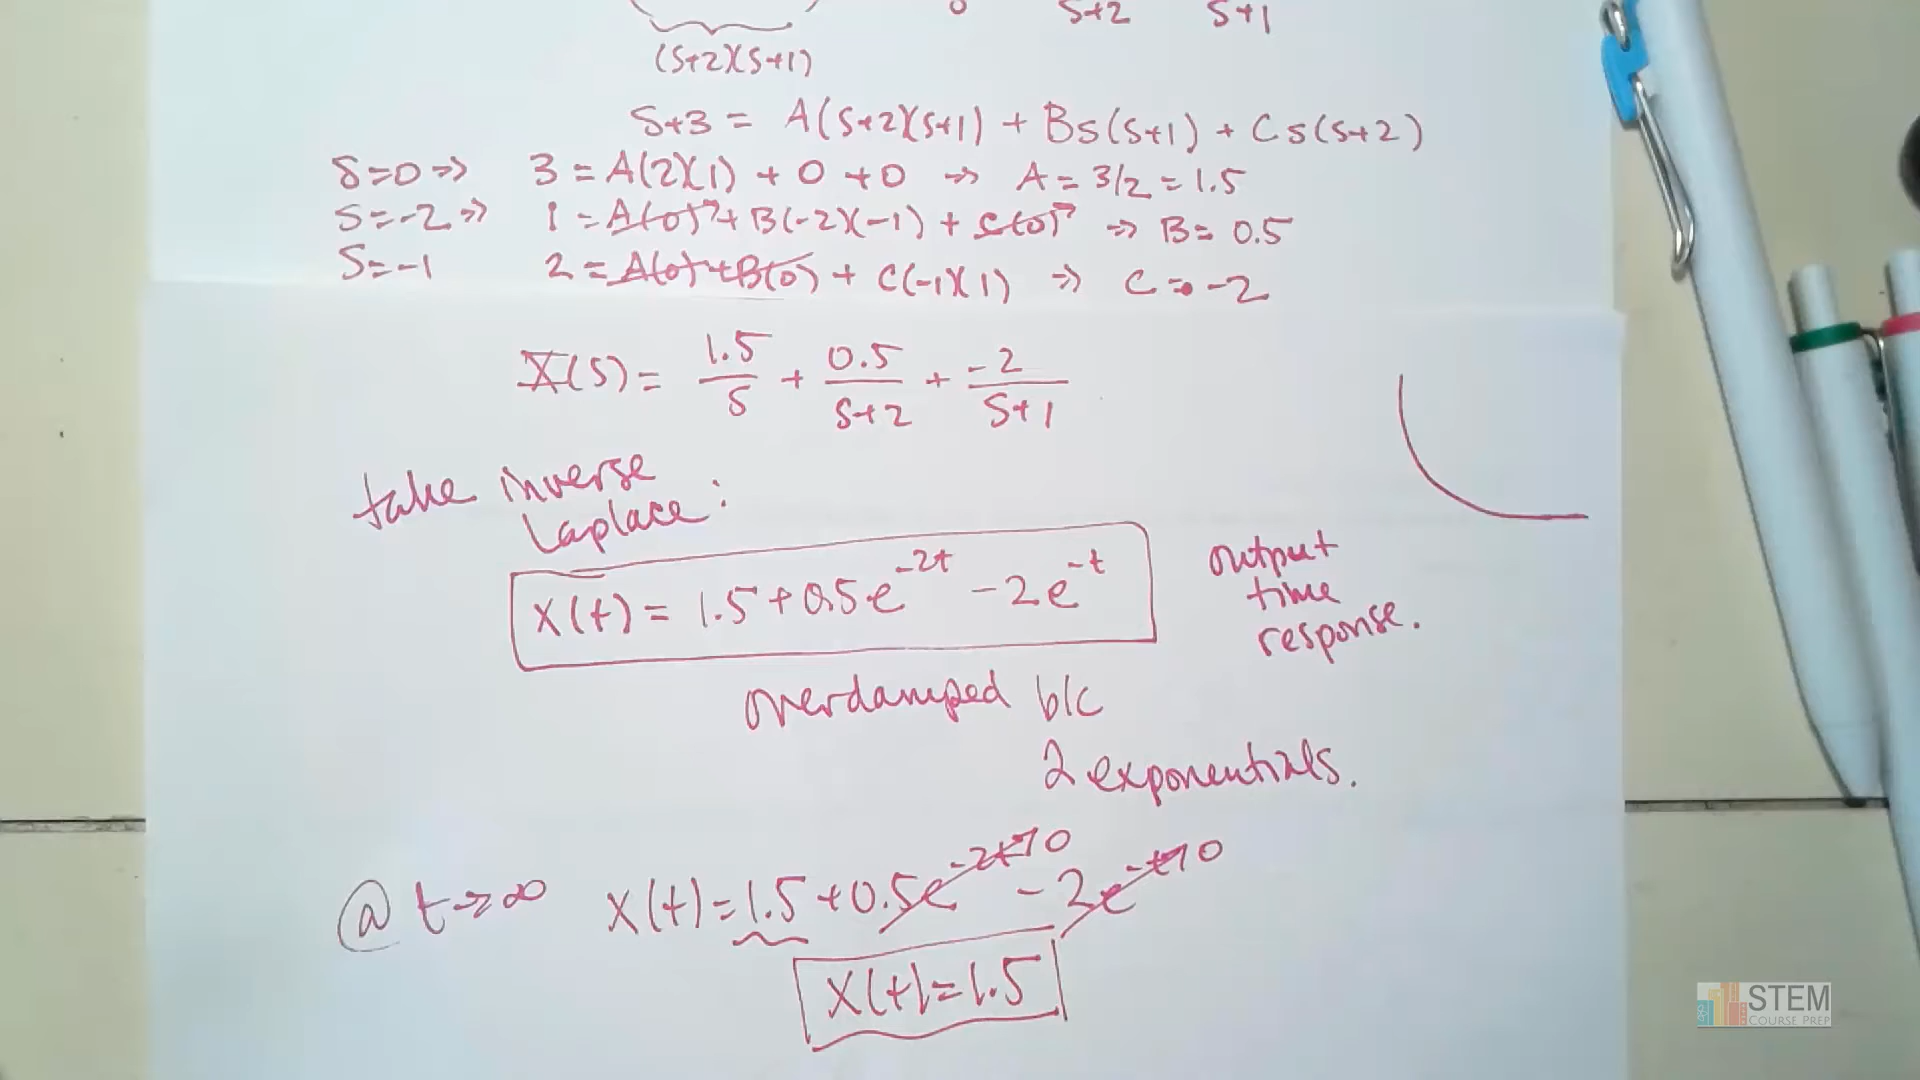 0 S+2 S+1
(S+2)(S+1)
S+3 = A(S+2)(S+1) + BS(S+1) + CS(S+2)
S=0 => 3 = A(2)(1) + 0 + 0 => A = 3/2 = 1.5
S=-2 => 1 = A(0) + B(-2)(-1) + C(0) => B = 0.5
S=-1 2 = A(0) + B(0) + C(-1)(1) => C = -2
X(S) = 1.5/S + 0.5/S+2 + -2/S+1
take inverse
Laplace:
x(t) = 1.5 + 0.5e^-2t - 2e^-t
output
time
response.
overdamped b/c
2 exponentials.
@ t->∞ x(t) = 1.5 + 0.5e^-2t→0 - 2e^-t→0
x(t) = 1.5
STEM
COURSE PREP